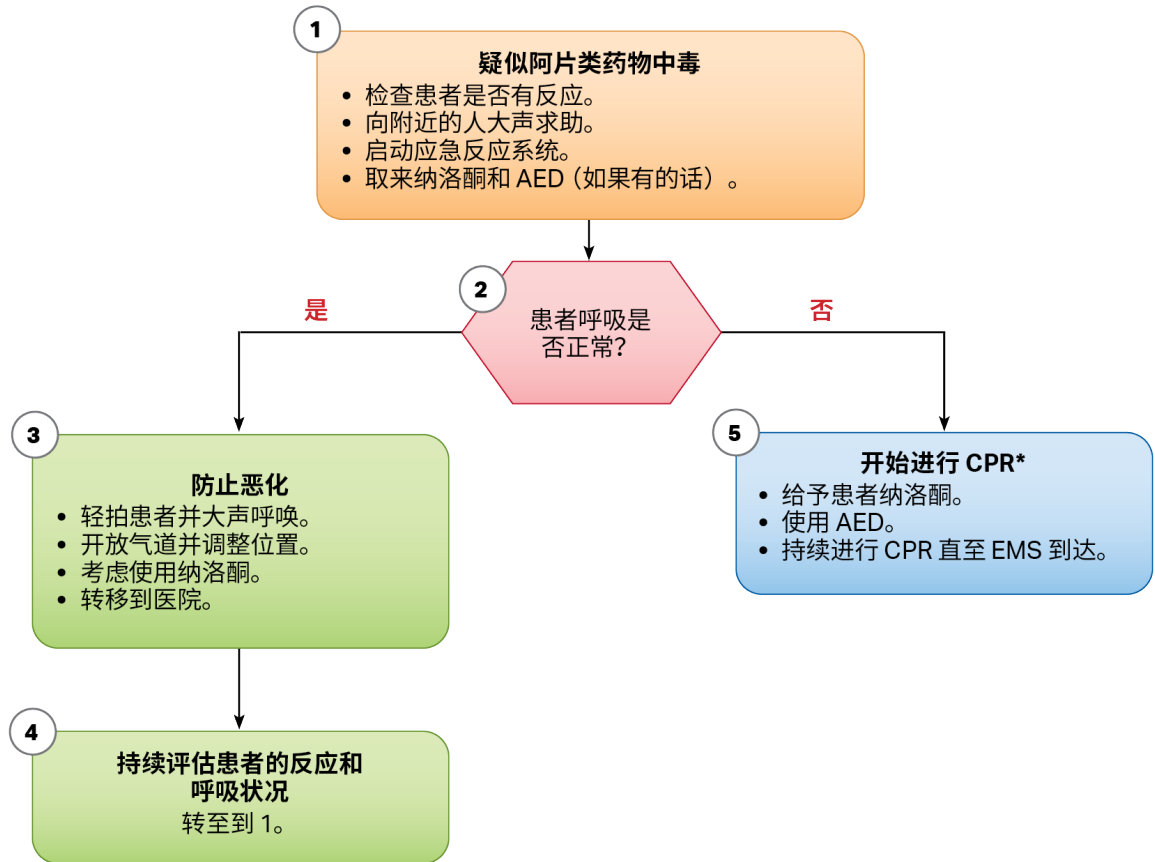 1
疑似阿片类药物中毒
• 检查患者是否有反应。
• 向附近的人大声求助。
• 启动应急反应系统。
• 取来纳洛酮和 AED（如果有的话）。
2
患者呼吸是
否正常？
是
否
3
防止恶化
• 轻拍患者并大声呼唤。
• 开放气道并调整位置。
• 考虑使用纳洛酮。
• 转移到医院。
4
持续评估患者的反应和
呼吸状况
转至到 1。
5
开始进行 CPR*
• 给予患者纳洛酮。
• 使用 AED。
• 持续进行 CPR 直至 EMS 到达。